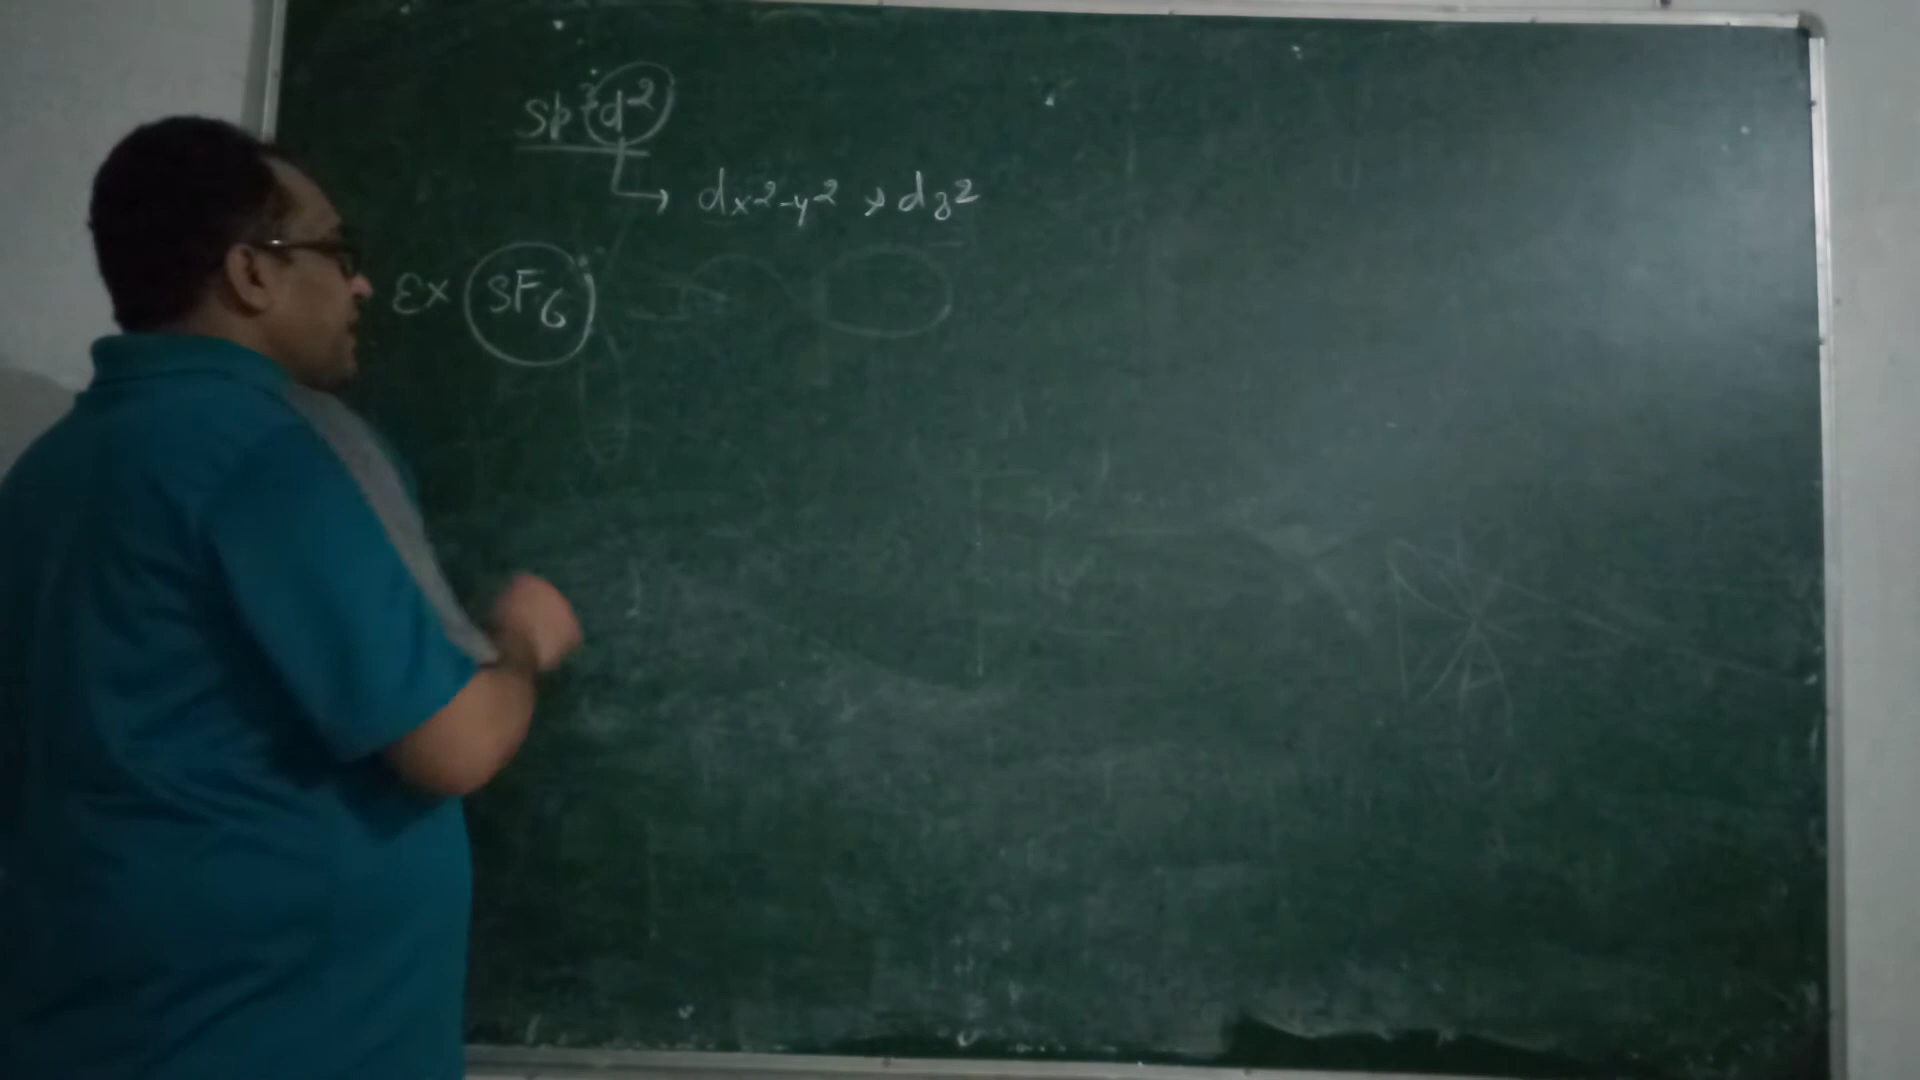 sp³d²
→ dx²-y² , dz²
Ex SF₆